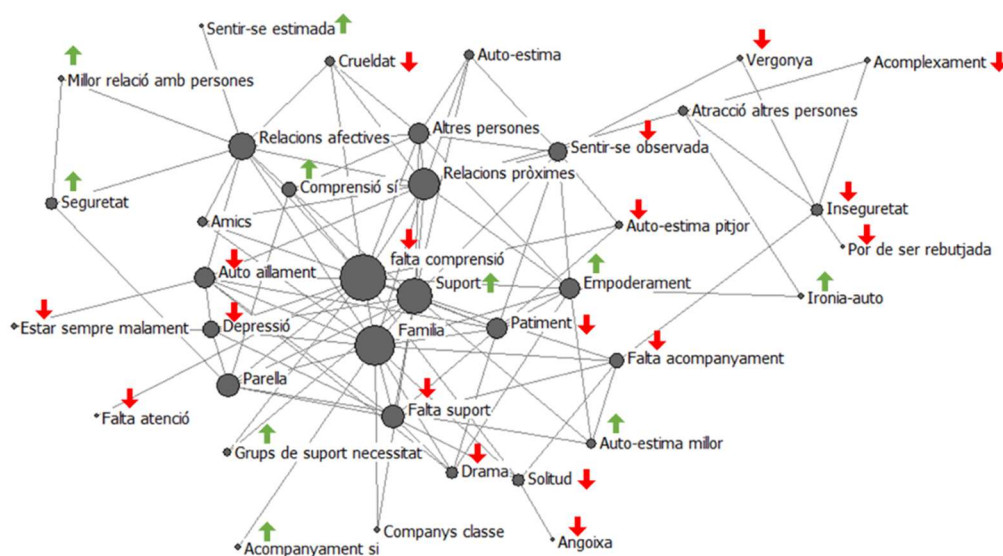 Sentir-se estimada
Crueldat
Auto-estima
Vergonya
Acomplexament
Millor relació amb persones
Atracció altres persones
Altres persones
Relacions afectives
Sentir-se observada
Relacions pròximes
Comprensió sí
Seguretat
Inseguretat
Amics
Auto-estima pitjor
Por de ser rebutjada
falta comprensió
Auto aïllament
Suport
Empoderament
Ironia-auto
Estar sempre malament
Depressió
Patiment
Familia
Falta acompanyament
Parella
Falta atenció
Falta suport
Auto-estima millor
Grups de suport necessitat
Drama
Solitud
Companys classe
Angoixa
Acompanyament si